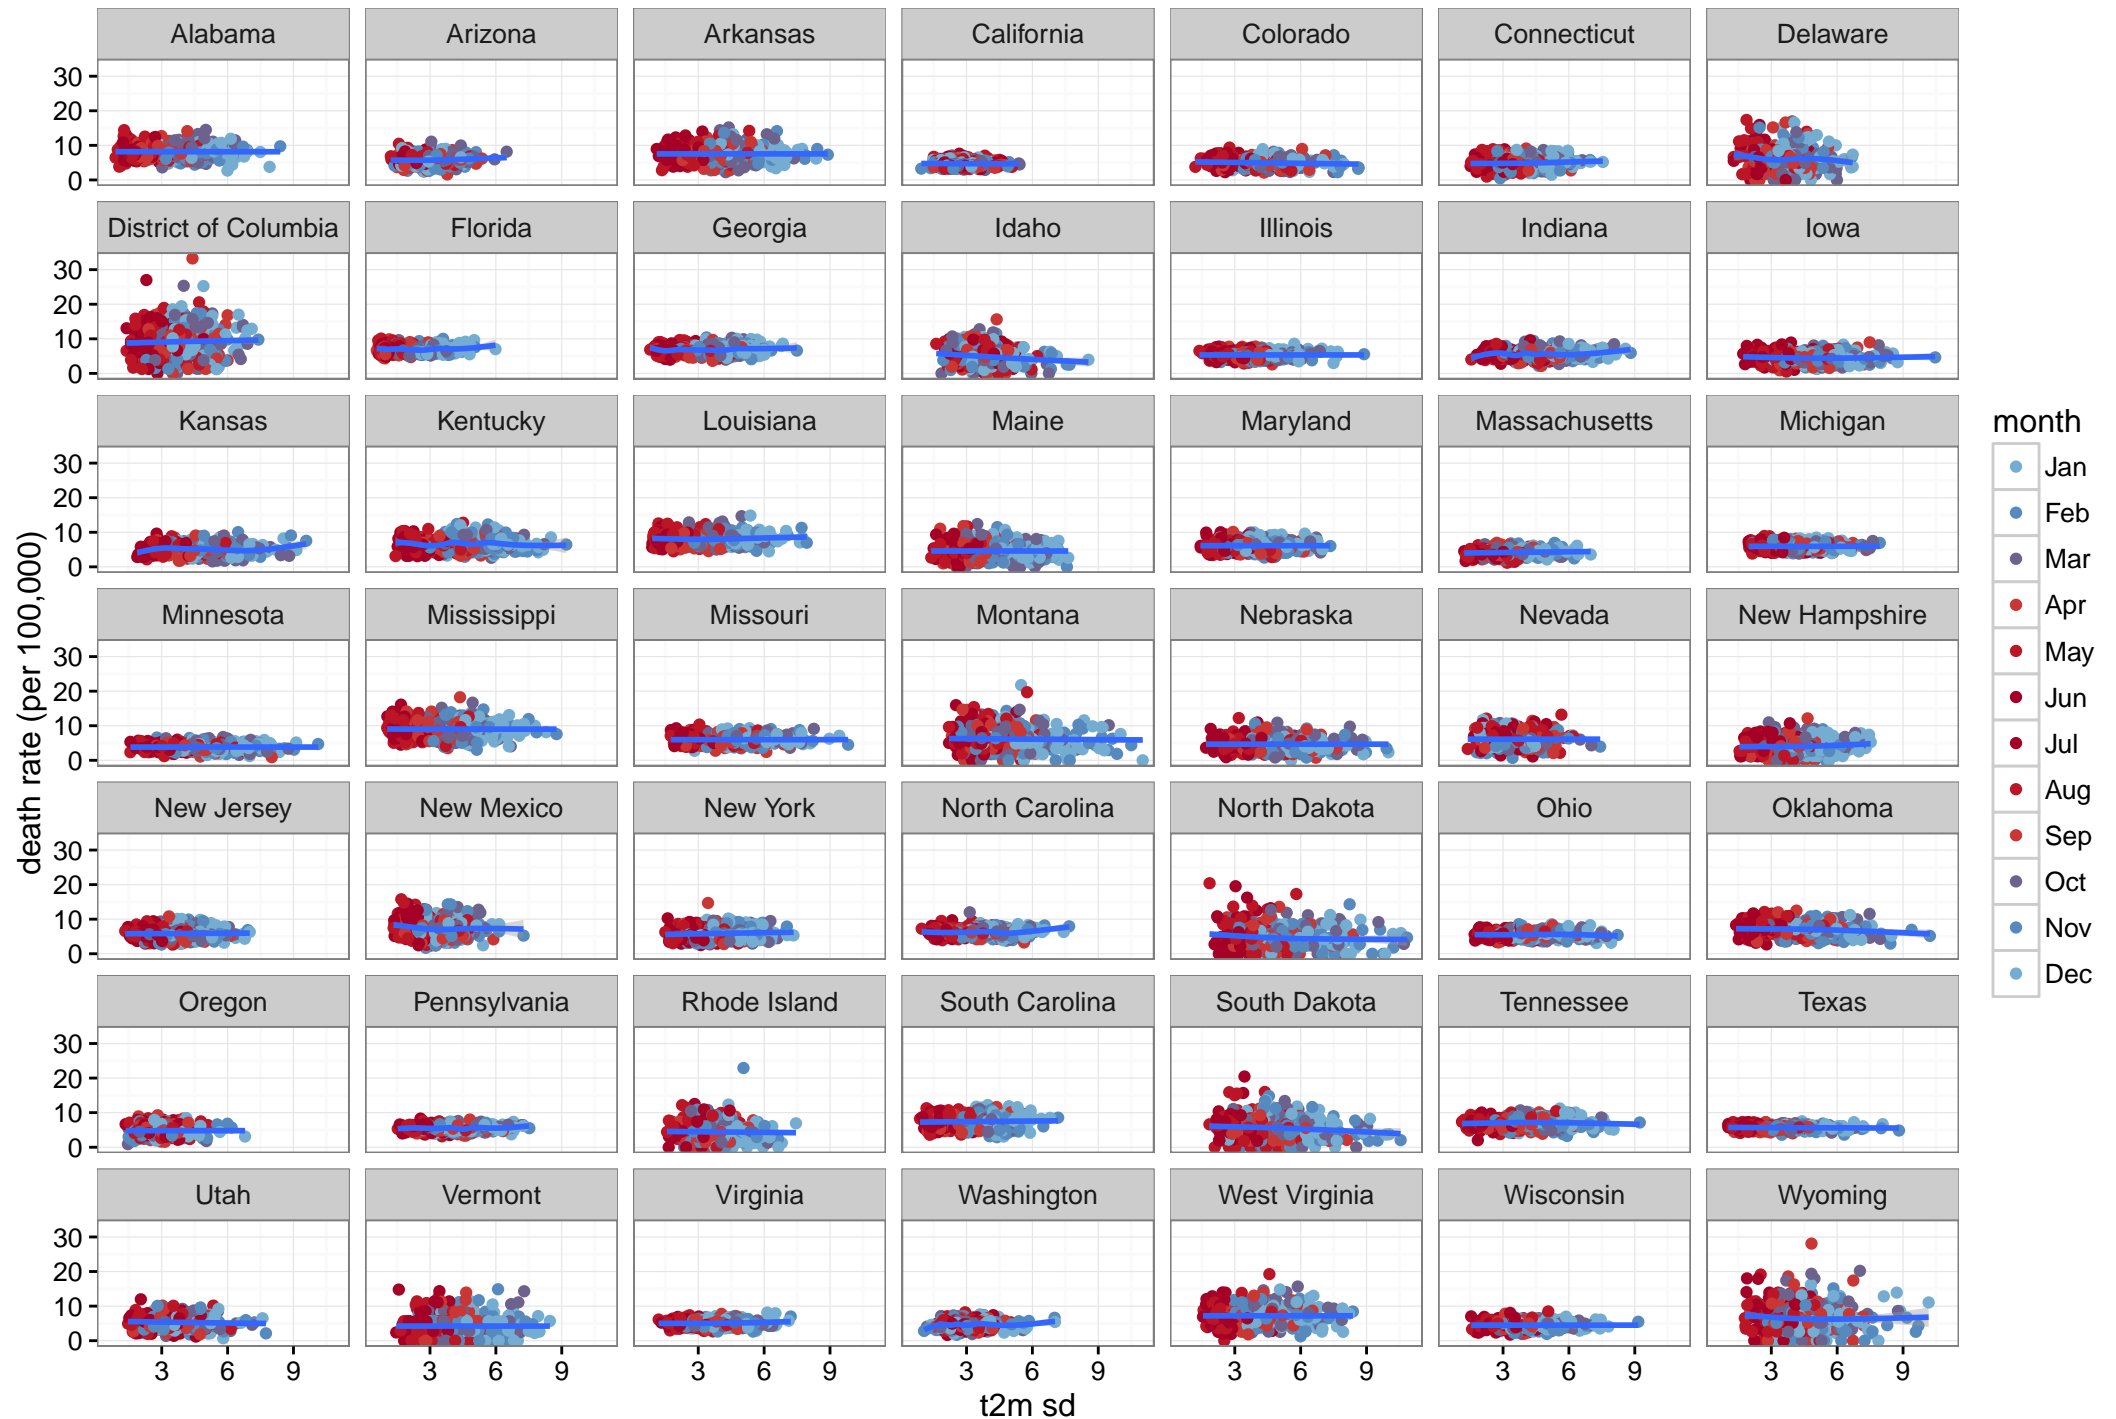 Alabama Arizona Arkansas California Colorado Connecticut Delaware
30
20
10
0
District of Columbia Florida Georgia Idaho Illinois Indiana Iowa
30
20
10
0
Kansas Kentucky Louisiana Maine Maryland Massachusetts Michigan
30
20
10
0
Minnesota Mississippi Missouri Montana Nebraska Nevada New Hampshire
30
20
10
0
New Jersey New Mexico New York North Carolina North Dakota Ohio Oklahoma
30
20
10
0
Oregon Pennsylvania Rhode Island South Carolina South Dakota Tennessee Texas
30
20
10
0
Utah Vermont Virginia Washington West Virginia Wisconsin Wyoming
30
20
10
0
3 6 9 3 6 9 3 6 9 3 6 9 3 6 9 3 6 9 3 6 9
t2m sd
death rate (per 100,000)
month
Jan
Feb
Mar
Apr
May
Jun
Jul
Aug
Sep
Oct
Nov
Dec